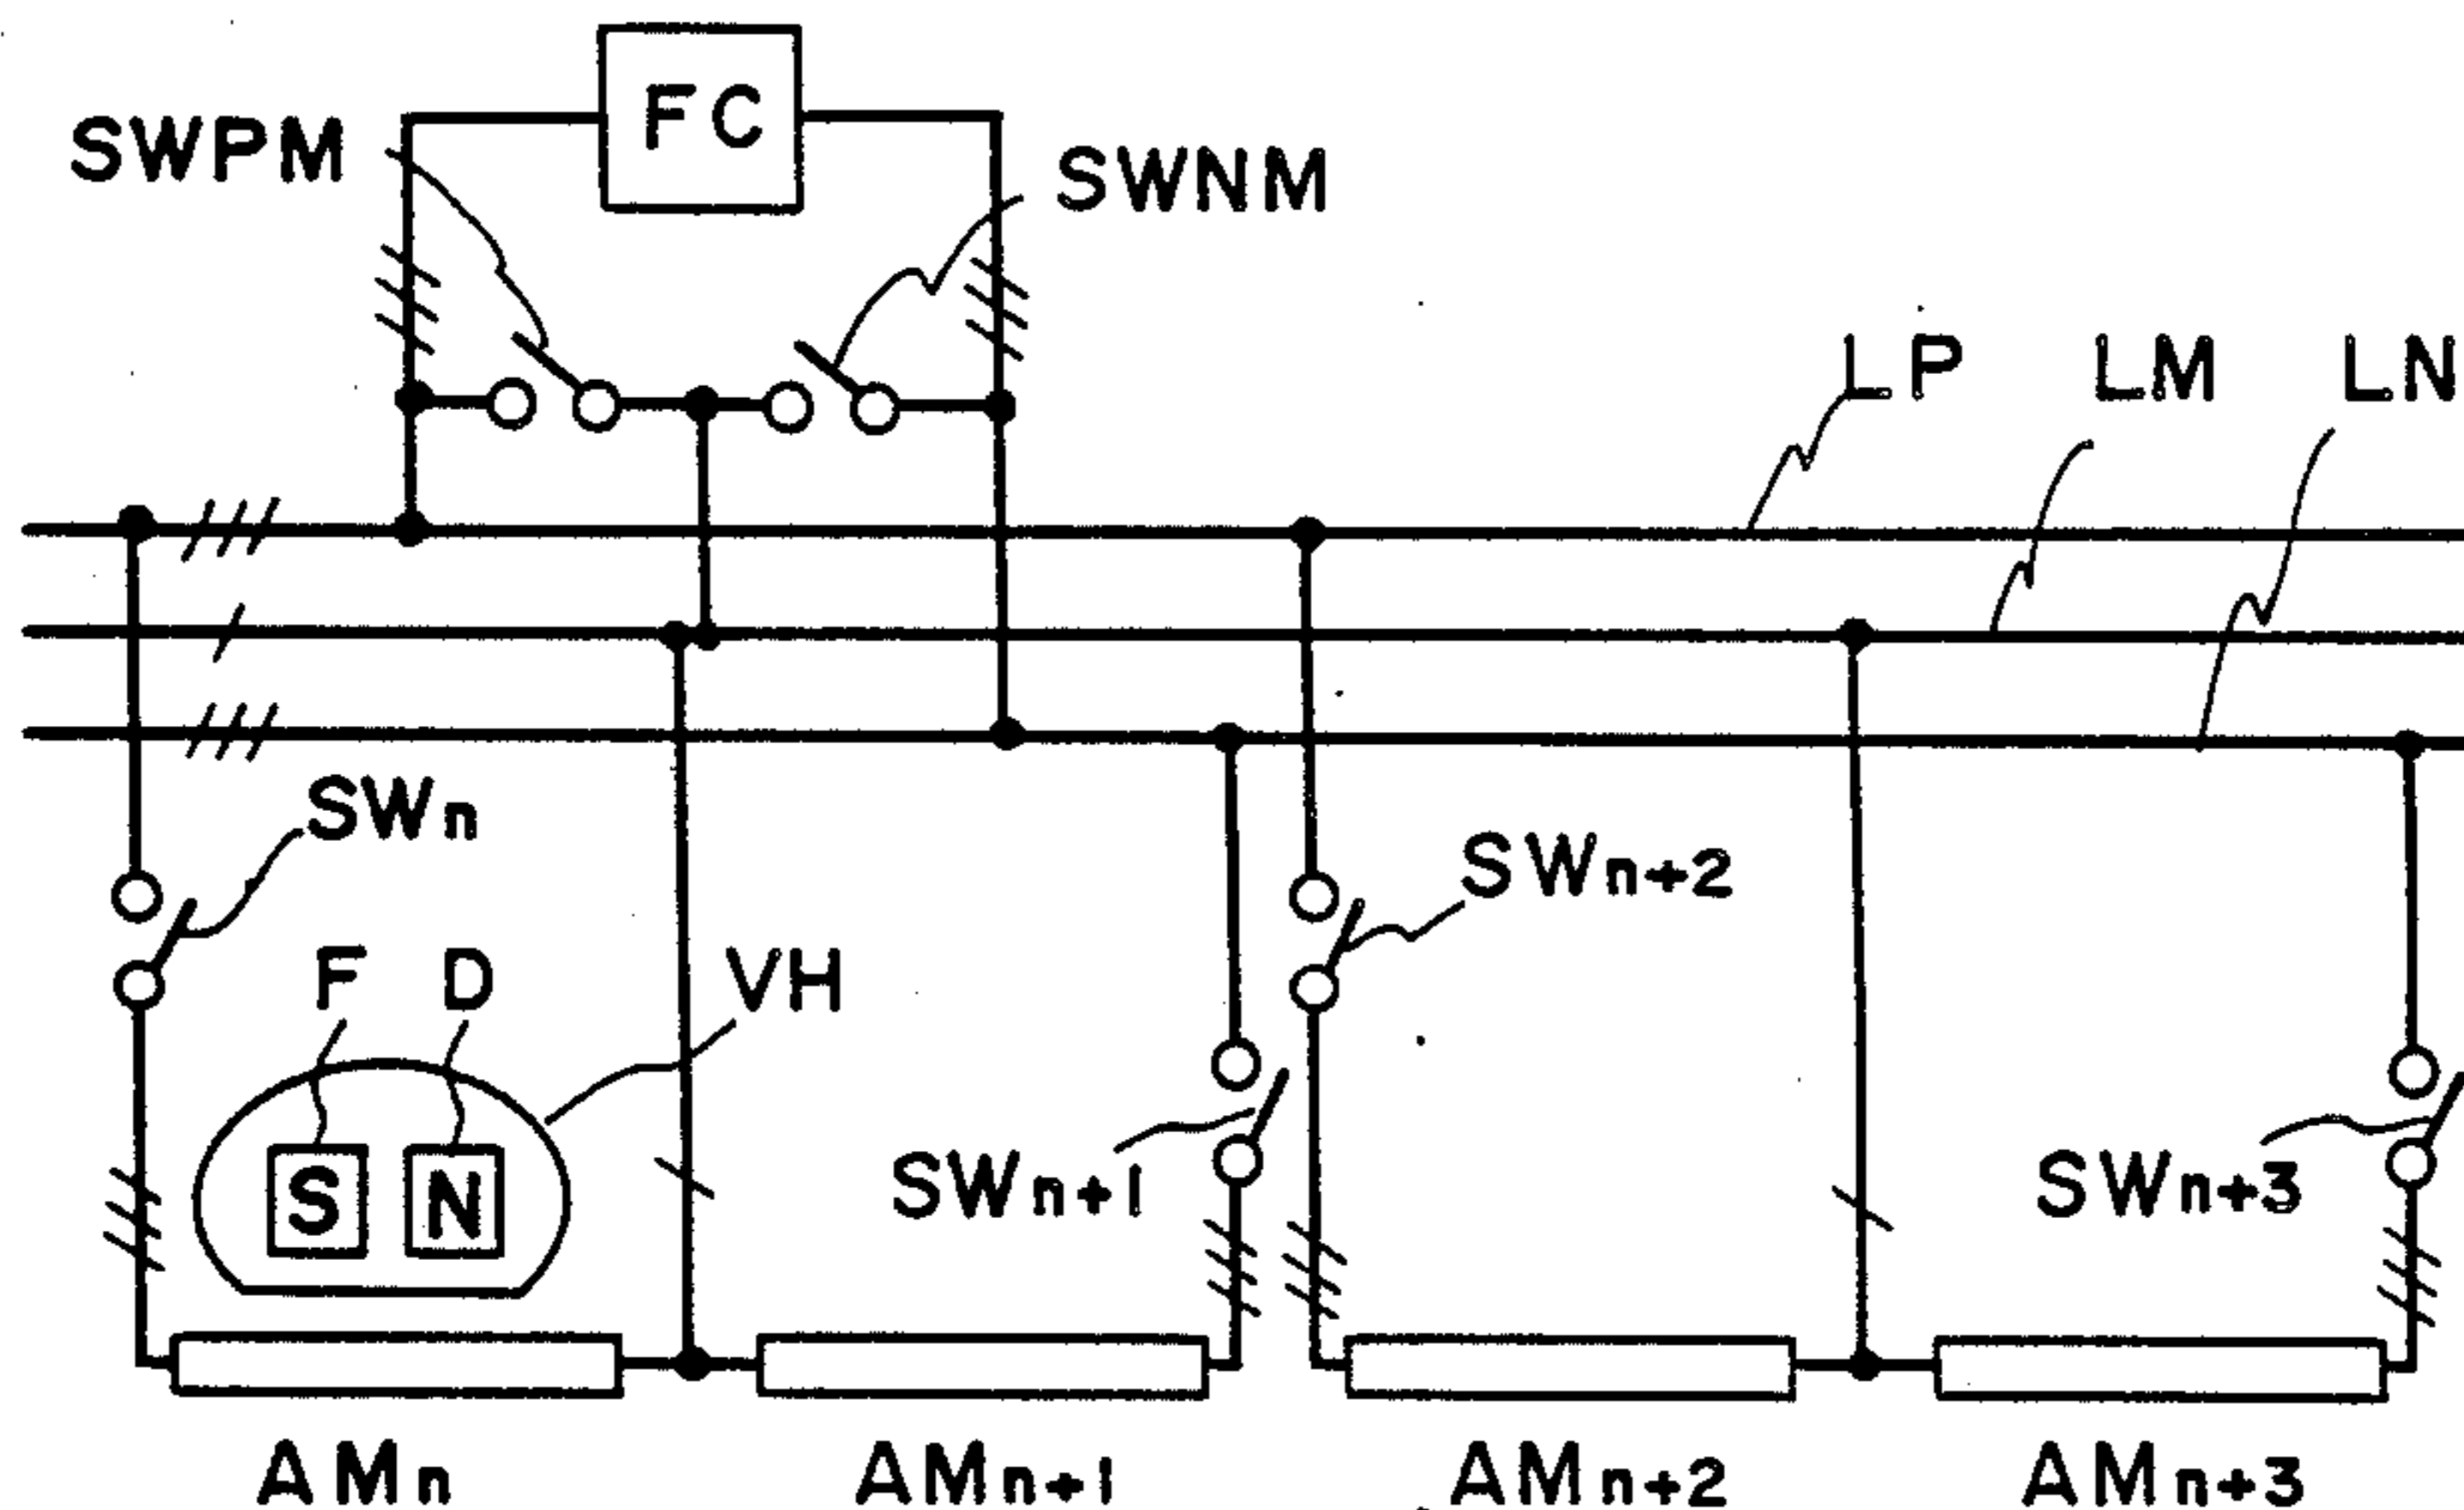 FC
SWPM
SWNM
LP LM LN
SWn
SWn+2
F D VH
S N
SWn+1
SWn+3
AMn AMn+1 AMn+2 AMn+3